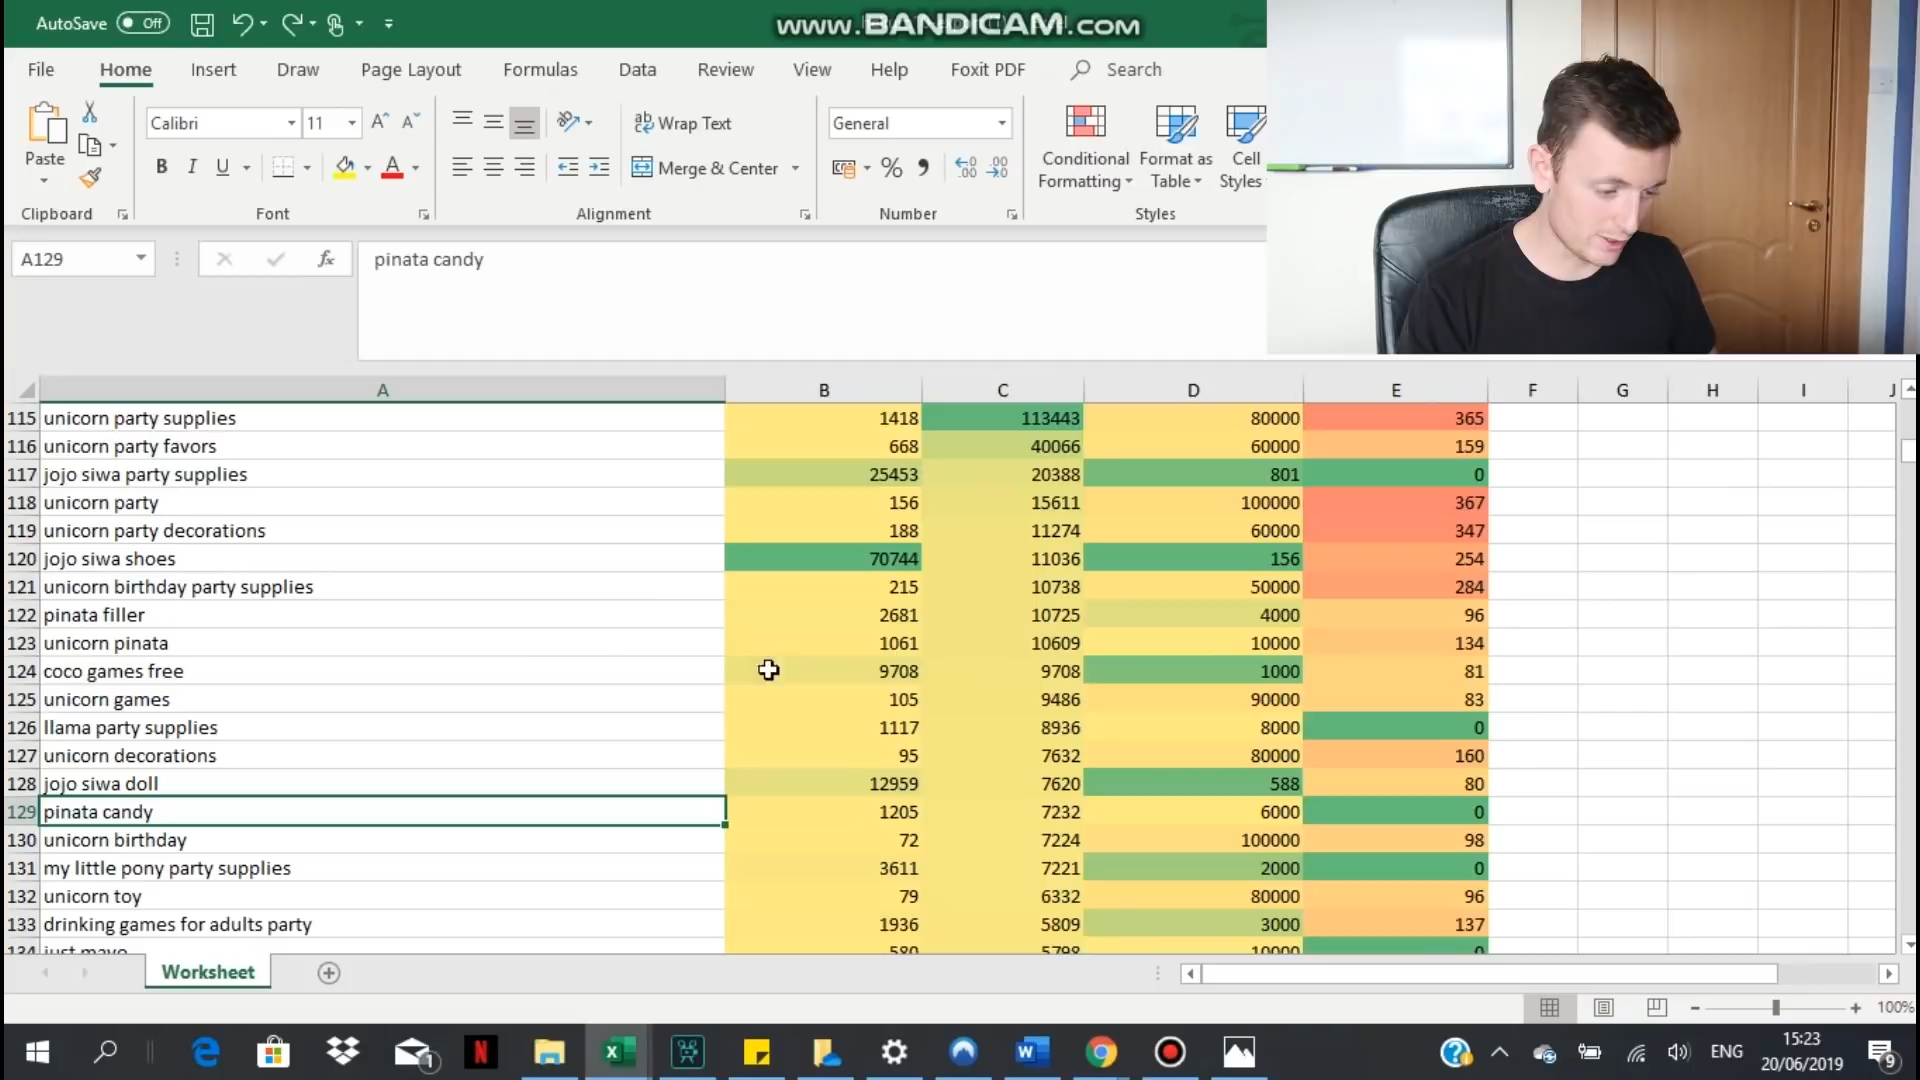 AutoSave Off
www.BANDICAM.com
File Home Insert Draw Page Layout Formulas Data Review View Help Foxit PDF Search
Calibri 11 Wrap Text General
Paste B I U Merge & Center % Conditional Formatting Format as Table Cell Styles
Clipboard Font Alignment Number Styles
A129 fx pinata candy
A B C D E F G H I J
115 unicorn party supplies 1418 113443 80000 365
116 unicorn party favors 668 40066 60000 159
117 jojo siwa party supplies 25453 20388 801 0
118 unicorn party 156 15611 100000 367
119 unicorn party decorations 188 11274 60000 347
120 jojo siwa shoes 70744 11036 156 254
121 unicorn birthday party supplies 215 10738 50000 284
122 pinata filler 2681 10725 4000 96
123 unicorn pinata 1061 10609 10000 134
124 coco games free 9708 9708 1000 81
125 unicorn games 105 9486 90000 83
126 llama party supplies 1117 8936 8000 0
127 unicorn decorations 95 7632 80000 160
128 jojo siwa doll 12959 7620 588 80
129 pinata candy 1205 7232 6000 0
130 unicorn birthday 72 7224 100000 98
131 my little pony party supplies 3611 7221 2000 0
132 unicorn toy 79 6332 80000 96
133 drinking games for adults party 1936 5809 3000 137
134 just mayo 580 5798 10000 0
Worksheet
100%
ENG 15:23
20/06/2019